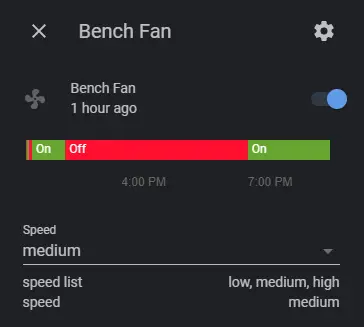 Bench Fan
Bench Fan
1 hour ago
On Off On
4:00 PM 7:00 PM
Speed
medium
speed list low, medium, high
speed medium